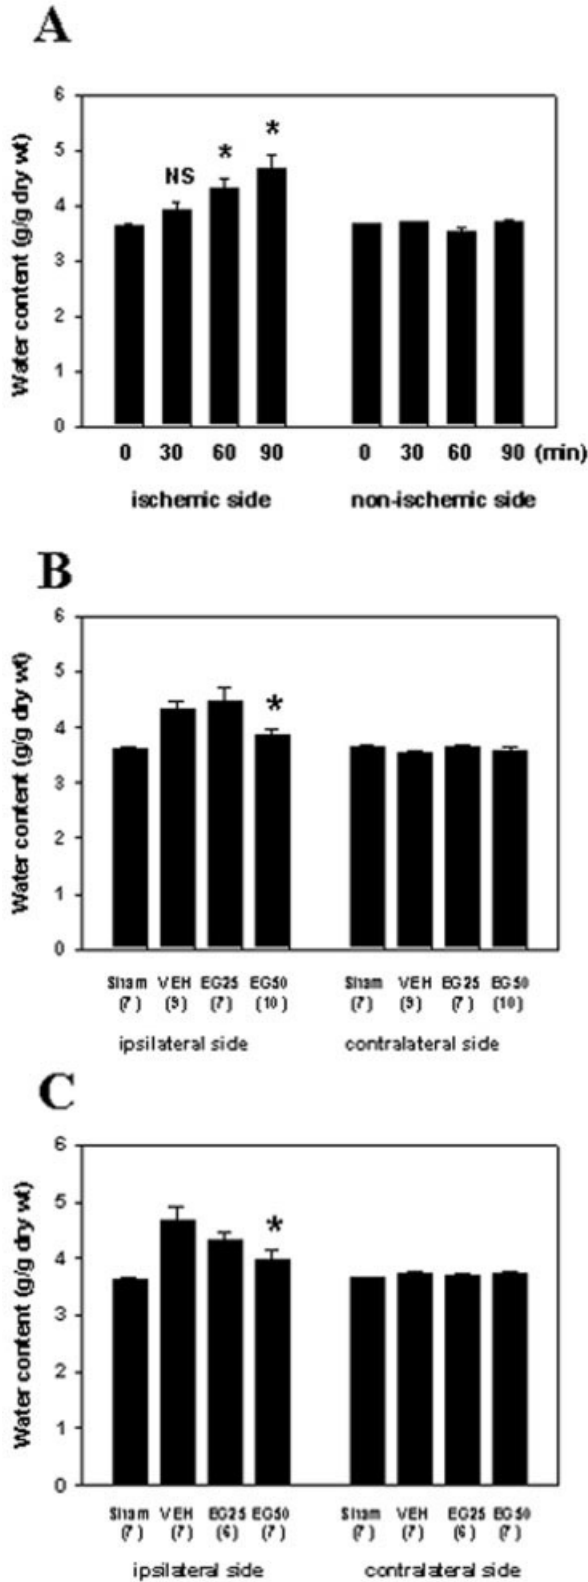 A
Water content (g/g dry wt)
6
5
4
3
2
1
0
NS
*
*
0 30 60 90 0 30 60 90 (min)
ischemic side non-ischemic side
B
Water content (g/g dry wt)
6
5
4
3
2
1
0
*
Sham VEH EG25 EG50 Sham VEH EG25 EG50
(7) (9) (7) (10) (7) (9) (7) (10)
ipsilateral side contralateral side
C
Water content (g/g dry wt)
6
5
4
3
2
1
0
*
Sham VEH EG25 EG50 Sham VEH EG25 EG50
(7) (7) (6) (7) (7) (7) (6) (7)
ipsilateral side contralateral side